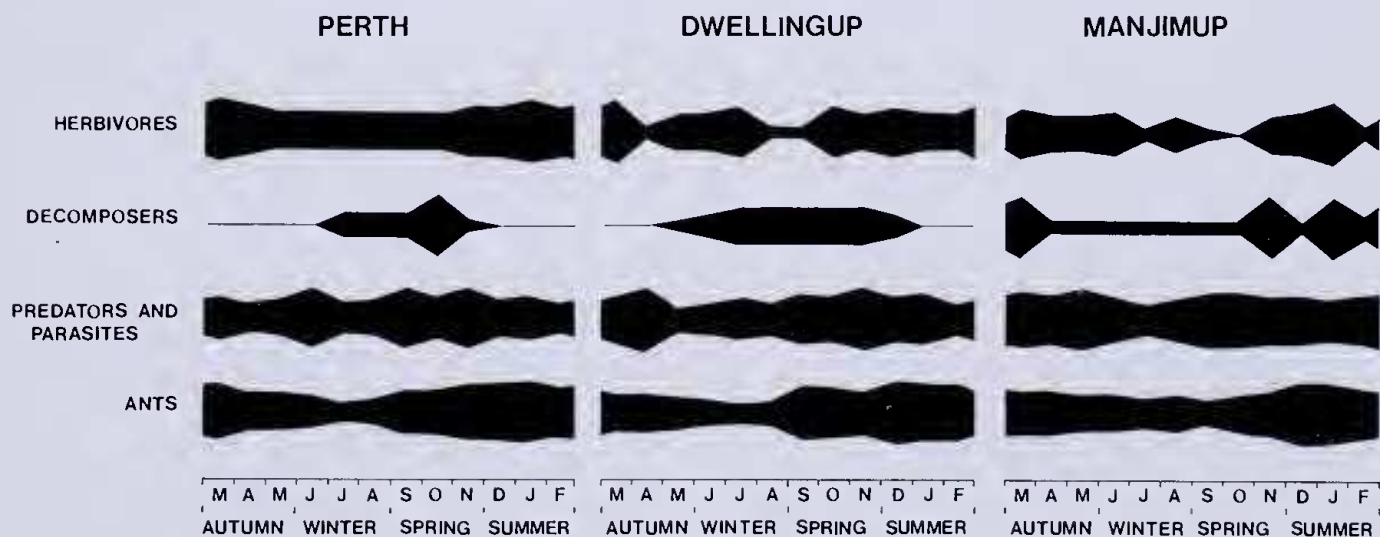 PERTH DWELLINGUP MANJIMUP
HERBIVORES
DECOMPOSERS
PREDATORS AND
PARASITES
ANTS
M A M J J A S O N D J F M A M J J A S O N D J F M A M J J A S O N D J F
AUTUMN WINTER SPRING SUMMER AUTUMN WINTER SPRING SUMMER AUTUMN WINTER SPRING SUMMER